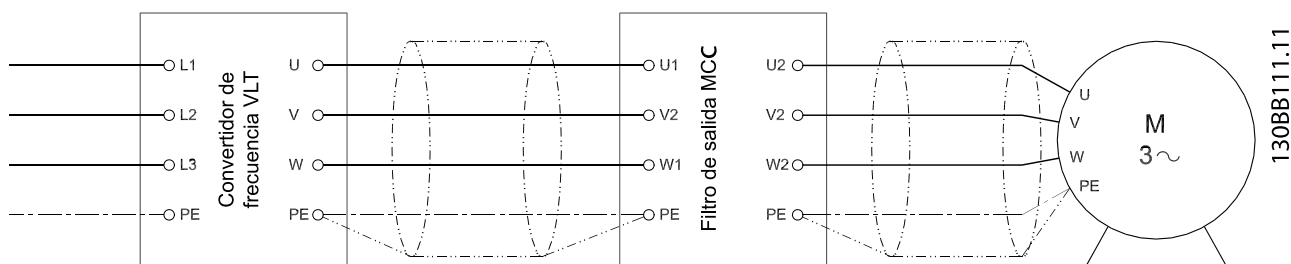 L1
L2
L3
PE
Convertidor de
frecuencia VLT
U
V
W
PE
U1
V2
W1
PE
Filtro de salida MCC
U2
V2
W2
PE
U
V
W
PE
M
3~
130BB111.11